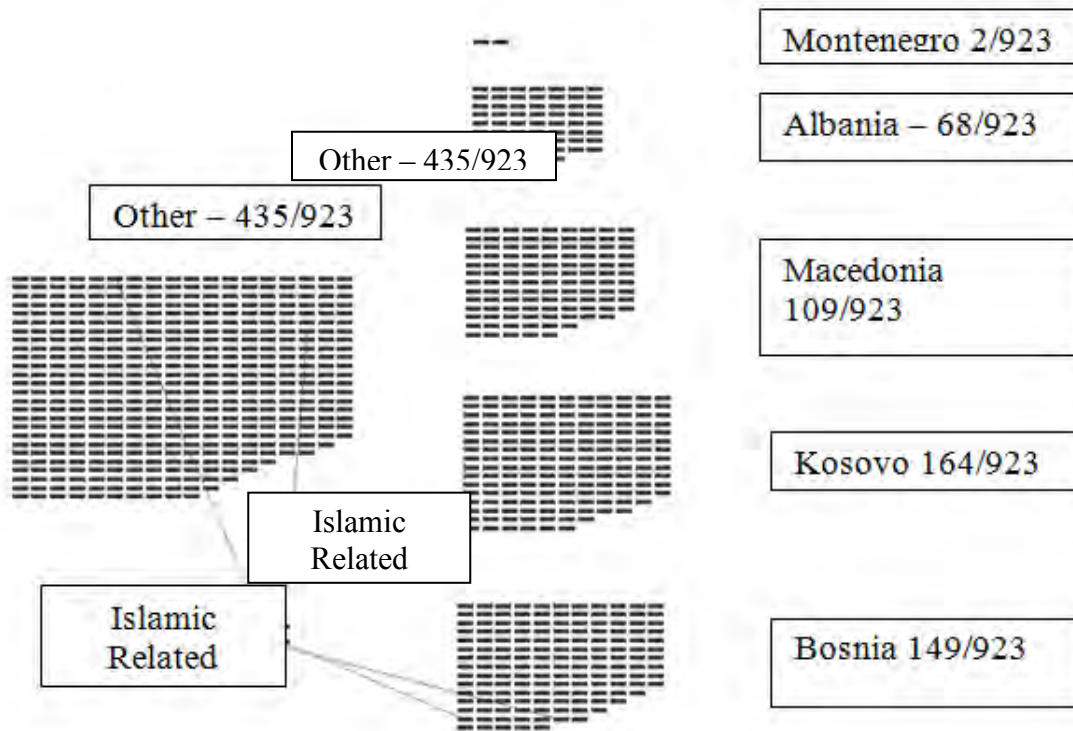 Montenegro 2/923
Albania – 68/923
Other – 435/923
Other – 435/923
Macedonia
109/923
Kosovo 164/923
Islamic
Related
Islamic
Related
Bosnia 149/923